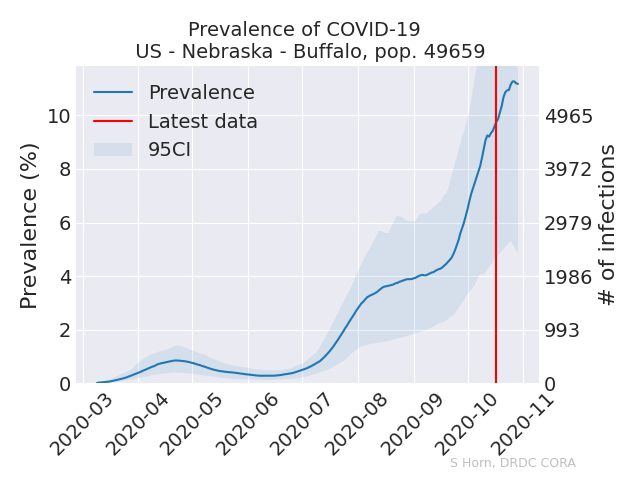 Prevalence of COVID-19
US - Nebraska - Buffalo, pop. 49659
Prevalence
Latest data
95CI
Prevalence (%)
10
8
6
4
2
0
4965
3972
2979
1986
993
0
# of infections
2020-03
2020-04
2020-05
2020-06
2020-07
2020-08
2020-09
2020-10
2020-11
S Horn, DRDC CORA